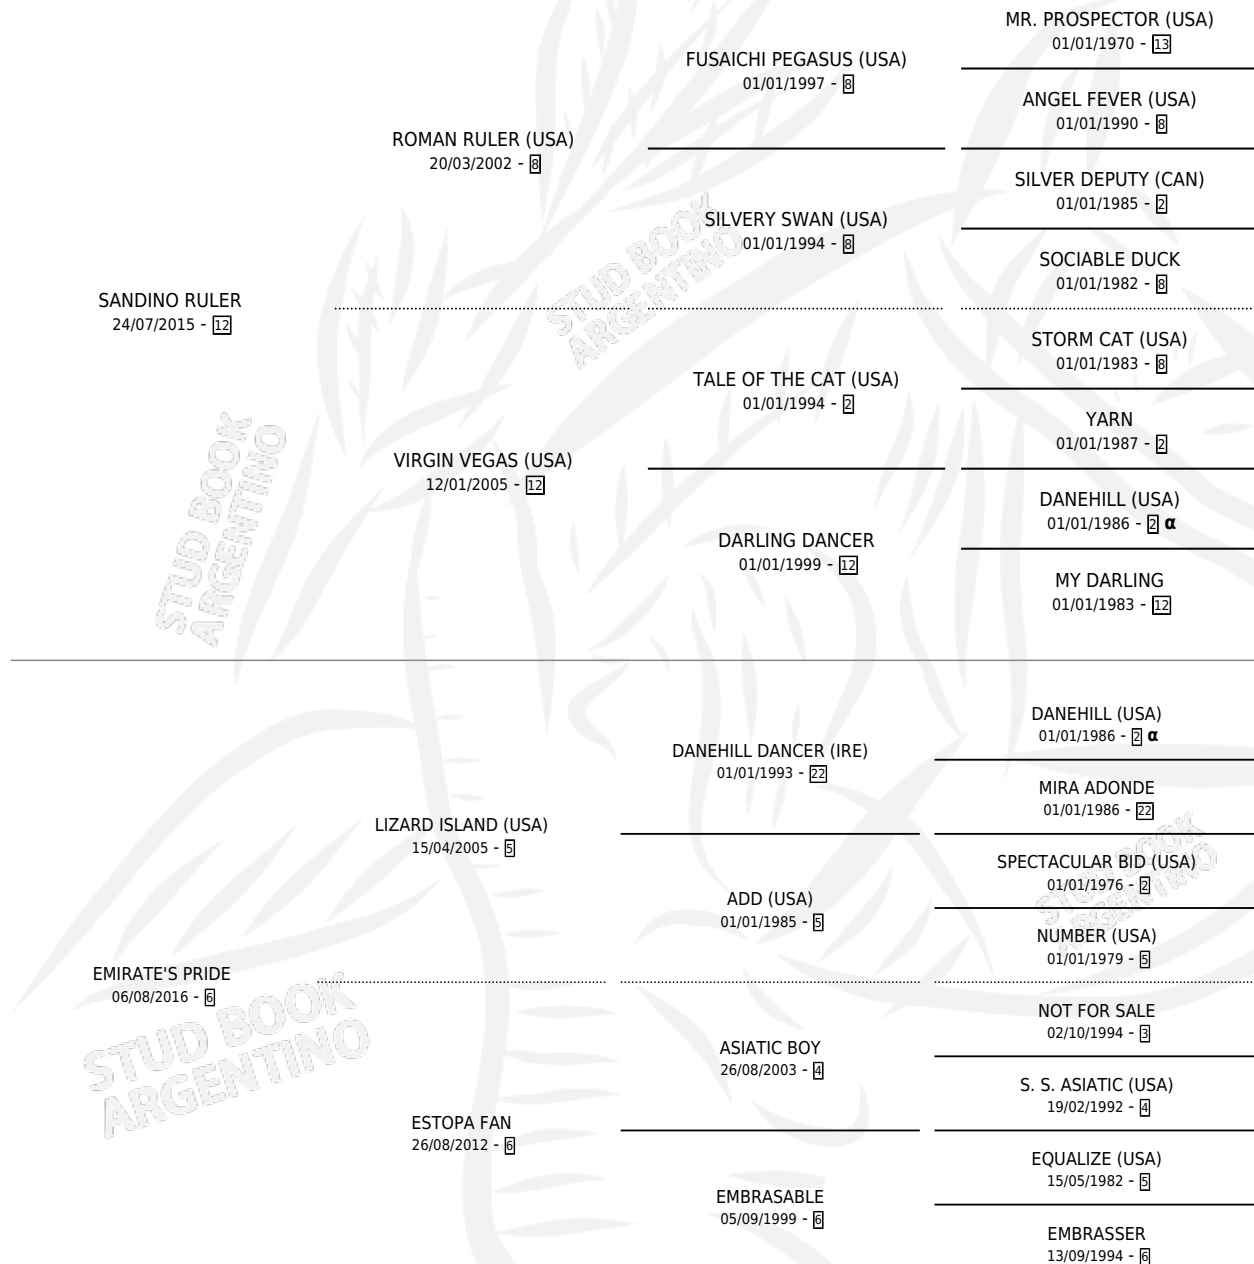 MR. PROSPECTOR (USA)
01/01/1970 - 13
FUSAICHI PEGASUS (USA)
01/01/1997 - 8
ANGEL FEVER (USA)
01/01/1990 - 8
ROMAN RULER (USA)
20/03/2002 - 8
SILVER DEPUTY (CAN)
01/01/1985 - 2
SILVERY SWAN (USA)
01/01/1994 - 8
SOCIABLE DUCK
01/01/1982 - 8
SANDINO RULER
24/07/2015 - 12
STORM CAT (USA)
01/01/1983 - 8
TALE OF THE CAT (USA)
01/01/1994 - 2
YARN
01/01/1987 - 2
VIRGIN VEGAS (USA)
12/01/2005 - 12
DANEHILL (USA)
01/01/1986 - 2 α
DARLING DANCER
01/01/1999 - 12
MY DARLING
01/01/1983 - 12
DANEHILL (USA)
01/01/1986 - 2 α
DANEHILL DANCER (IRE)
01/01/1993 - 22
MIRA ADONDE
01/01/1986 - 22
LIZARD ISLAND (USA)
15/04/2005 - 5
SPECTACULAR BID (USA)
01/01/1976 - 2
ADD (USA)
01/01/1985 - 5
NUMBER (USA)
01/01/1979 - 5
EMIRATE'S PRIDE
06/08/2016 - 6
NOT FOR SALE
02/10/1994 - 3
ASIATIC BOY
26/08/2003 - 4
S. S. ASIATIC (USA)
19/02/1992 - 4
ESTOPA FAN
26/08/2012 - 6
EQUALIZE (USA)
15/05/1982 - 5
EMBRASABLE
05/09/1999 - 6
EMBRASSER
13/09/1994 - 6
STUD BOOK
ARGENTINO
STUD BOOK
ARGENTINO
STUD BOOK
ARGENTINO
STUD BOOK
ARGENTINO